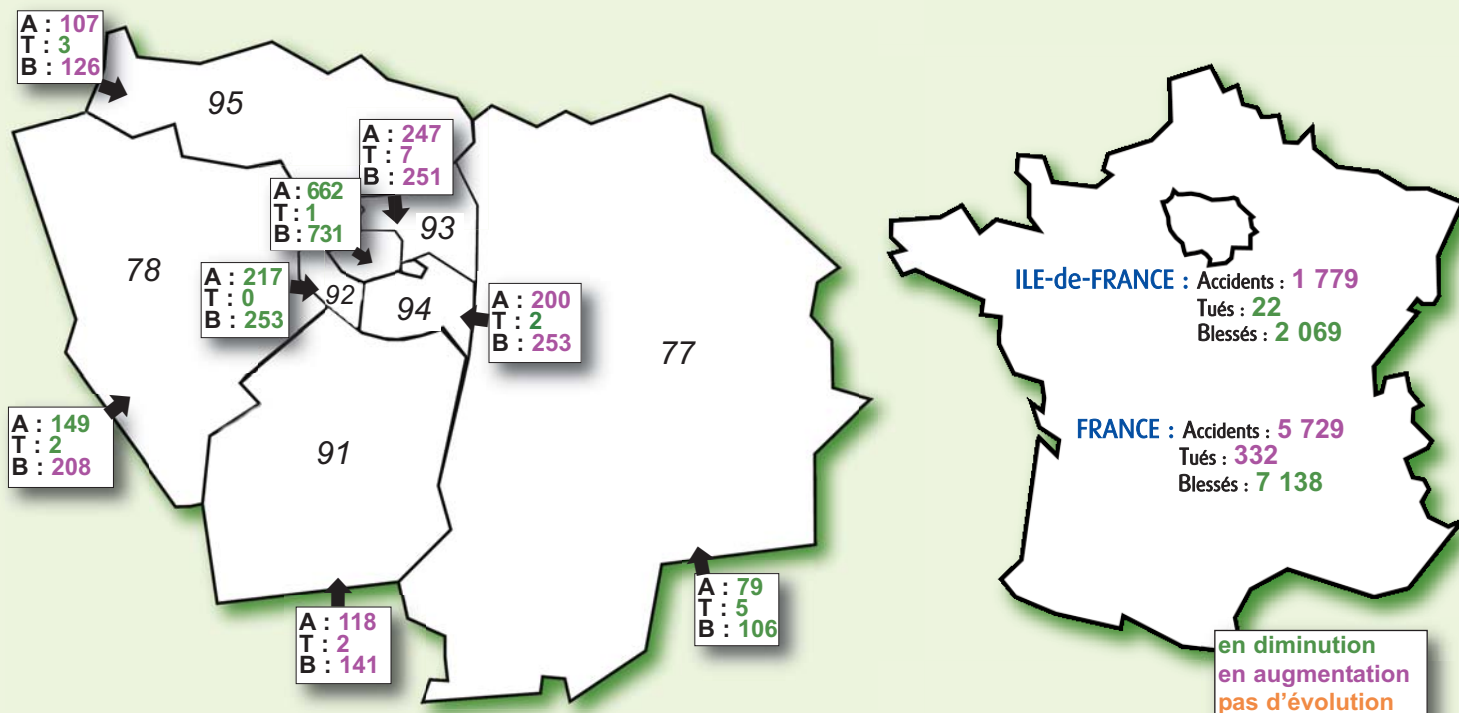 A : 107
T : 3
B : 126
95
A : 247
T : 7
B : 251
A : 662
T : 1
B : 731
93
78
A : 217
T : 0
B : 253
92
94
A : 200
T : 2
B : 253
77
A : 149
T : 2
B : 208
91
A : 118
T : 2
B : 141
A : 79
T : 5
B : 106
ILE-de-FRANCE : Accidents : 1 779
Tués : 22
Blessés : 2 069
FRANCE : Accidents : 5 729
Tués : 332
Blessés : 7 138
en diminution
en augmentation
pas d'évolution